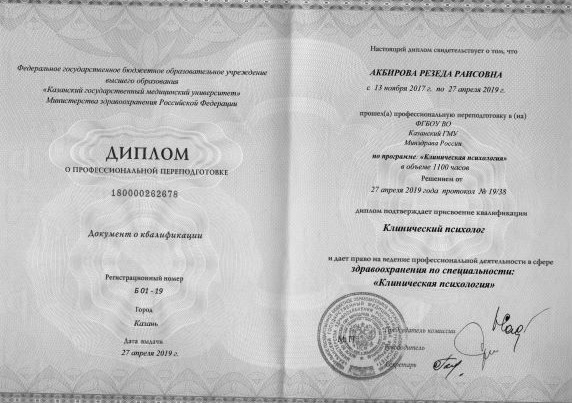 Федеральное государственное бюджетное образовательное учреждение
высшего образования
«Казанский государственный медицинский университет»
Министерства здравоохранения Российской Федерации
ДИПЛОМ
О ПРОФЕССИОНАЛЬНОЙ ПЕРЕПОДГОТОВКЕ
180000262678
Документ о квалификации
Регистрационный номер
Б 01 - 19
Город
Казань
Дата выдачи
27 апреля 2019 г.
Настоящий диплом свидетельствует о том, что
АКБИРОВА РЕЗЕДА РАИСОВНА
с 13 ноября 2017 г. по 27 апреля 2019 г.
прошел(а) профессиональную переподготовку в (на)
ФГБОУ ВО
Казанский ГМУ
Минздрава России
по программе «Клиническая психология»
в объеме 1100 часов
Решением от
27 апреля 2019 года протокол № 19/38
диплом подтверждает присвоение квалификации
Клинический психолог
и дает право на ведение профессиональной деятельности в сфере
здравоохранения по специальности:
«Клиническая психология»
М.П.
Председатель комиссии
Руководитель
Секретарь